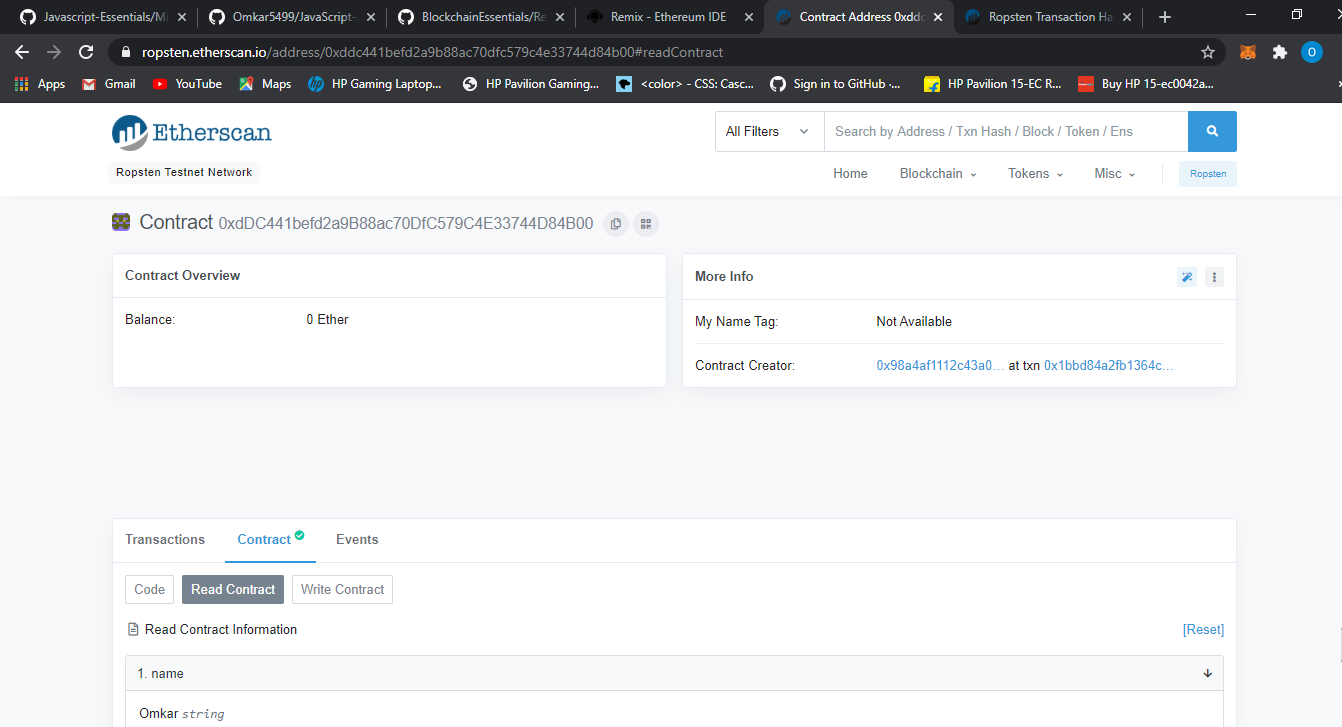 Javascript-Essentials/Mi
Omkar5499/JavaScript-
BlockchainEssentials/Re
Remix - Ethereum IDE
Contract Address 0xddc
Ropsten Transaction Ha
ropsten.etherscan.io/address/0xddc441befd2a9b88ac70dfc579c4e33744d84b00#readContract
O
Apps
Gmail
YouTube
Maps
HP Gaming Laptop...
HP Pavilion Gaming...
<color> - CSS: Casc...
Sign in to GitHub ·...
HP Pavilion 15-EC R...
Buy HP 15-ec0042a...
Etherscan
All Filters
Search by Address / Txn Hash / Block / Token / Ens
Ropsten Testnet Network
Home
Blockchain
Tokens
Misc
Ropsten
Contract 0xdDC441befd2a9B88ac70DfC579C4E33744D84B00
Contract Overview
Balance:
0 Ether
More Info
My Name Tag:
Not Available
Contract Creator:
0x98a4af1112c43a0... at txn 0x1bbd84a2fb1364c...
Transactions
Contract
Events
Code
Read Contract
Write Contract
Read Contract Information
[Reset]
1. name
Omkar string